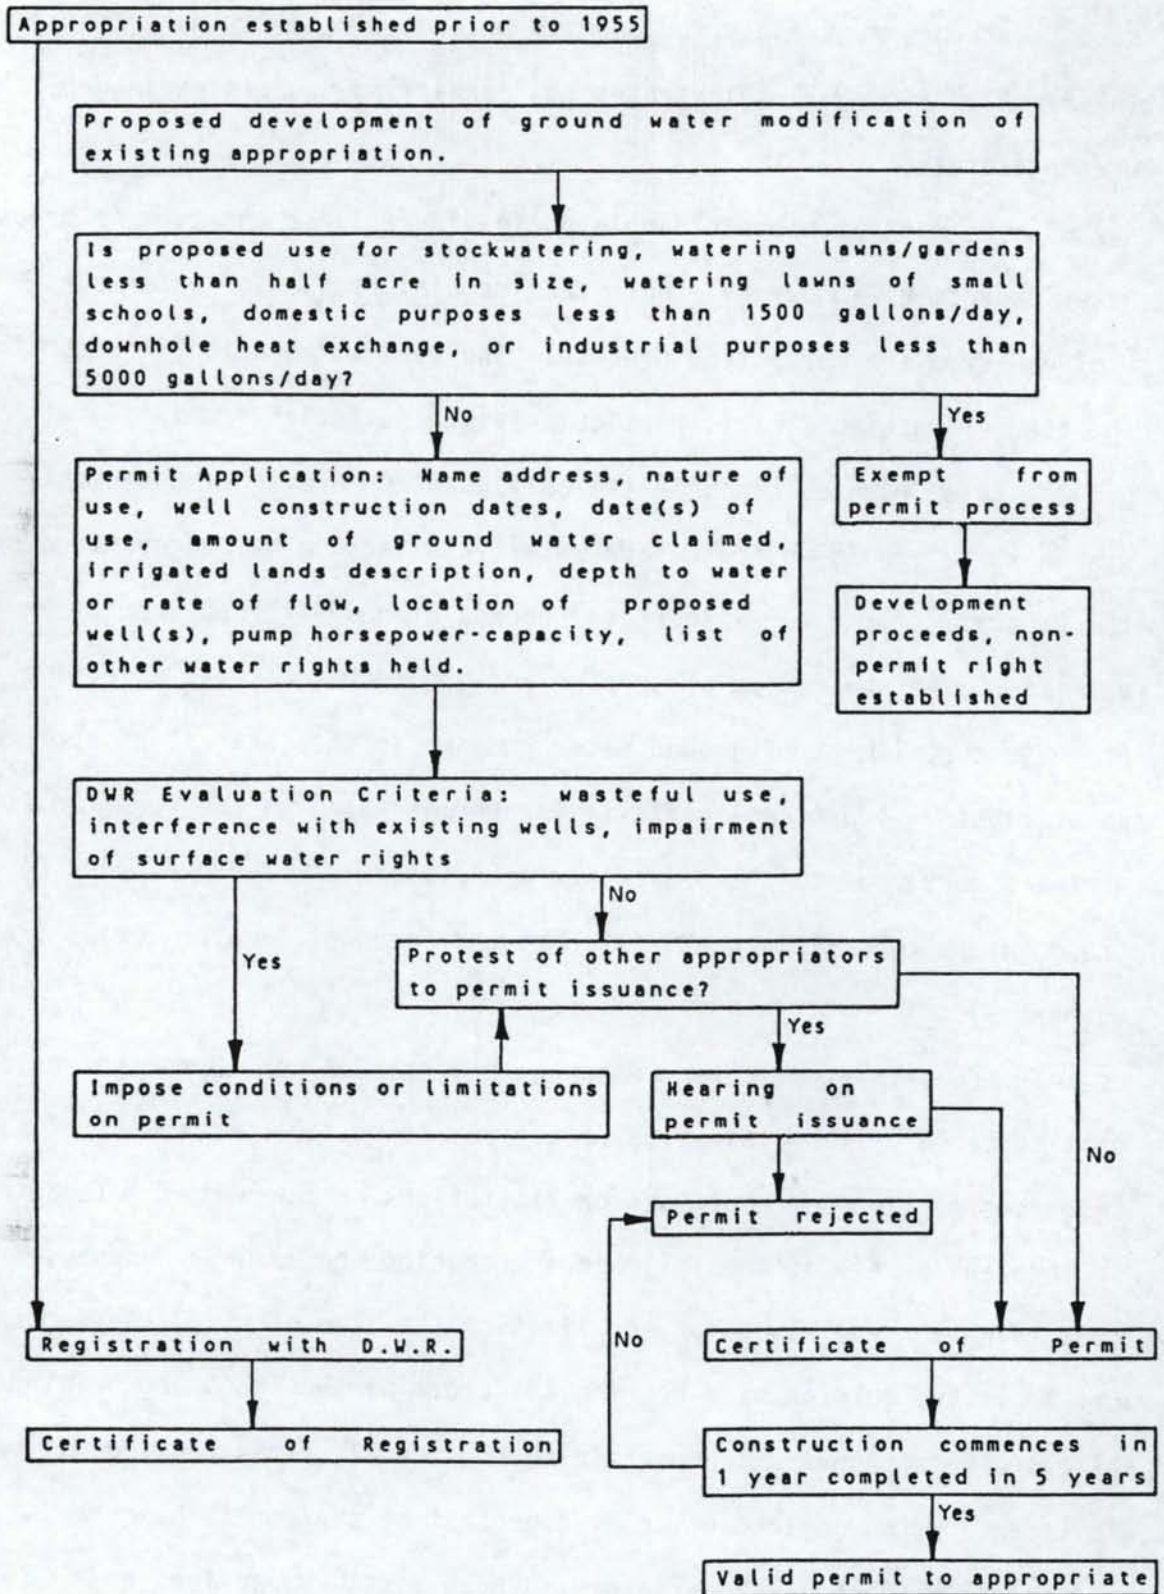 Appropriation established prior to 1955
Proposed development of ground water modification of
existing appropriation.
Is proposed use for stockwatering, watering lawns/gardens
less than half acre in size, watering lawns of small
schools, domestic purposes less than 1500 gallons/day,
downhole heat exchange, or industrial purposes less than
5000 gallons/day?
No
Yes
Permit Application: Name address, nature of
use, well construction dates, date(s) of
use, amount of ground water claimed,
irrigated lands description, depth to water
or rate of flow, location of proposed
well(s), pump horsepower-capacity, list of
other water rights held.
Exempt from
permit process
Development
proceeds, non-
permit right
established
DWR Evaluation Criteria: wasteful use,
interference with existing wells, impairment
of surface water rights
No
Yes
Protest of other appropriators
to permit issuance?
Yes
Impose conditions or limitations
on permit
Hearing on
permit issuance
No
Permit rejected
No
Registration with D.W.R.
Certificate of Permit
Certificate of Registration
Construction commences in
1 year completed in 5 years
Yes
Valid permit to appropriate